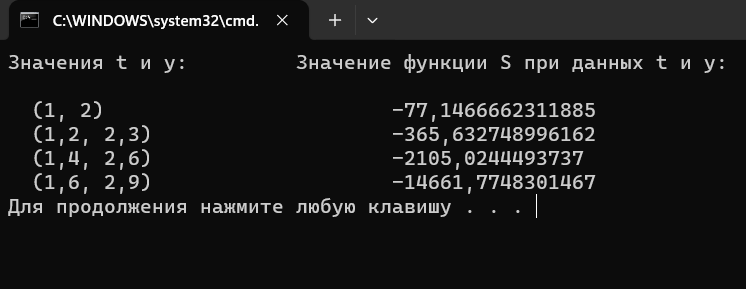 C:\WINDOWS\system32\cmd.
Значения t и y: Значение функции S при данных t и y:
(1, 2) -77,1466662311885
(1,2, 2,3) -365,632748996162
(1,4, 2,6) -2105,0244493737
(1,6, 2,9) -14661,7748301467
Для продолжения нажмите любую клавишу . . .